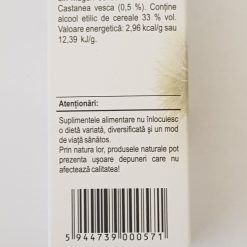 Castanea vesca (0,5 %). Conține
alcool etilic de cereale 33 % vol.
Valoare energetică: 2,96 kcal/g sau
12,39 kJ/g.
Atenționări:
Suplimentele alimentare nu înlocuiesc
o dietă variată, diversificată și un mod
de viață sănătos.
Prin natura lor, produsele naturale pot
prezenta ușoare depuneri care nu
afectează calitatea!
5 944739 000571